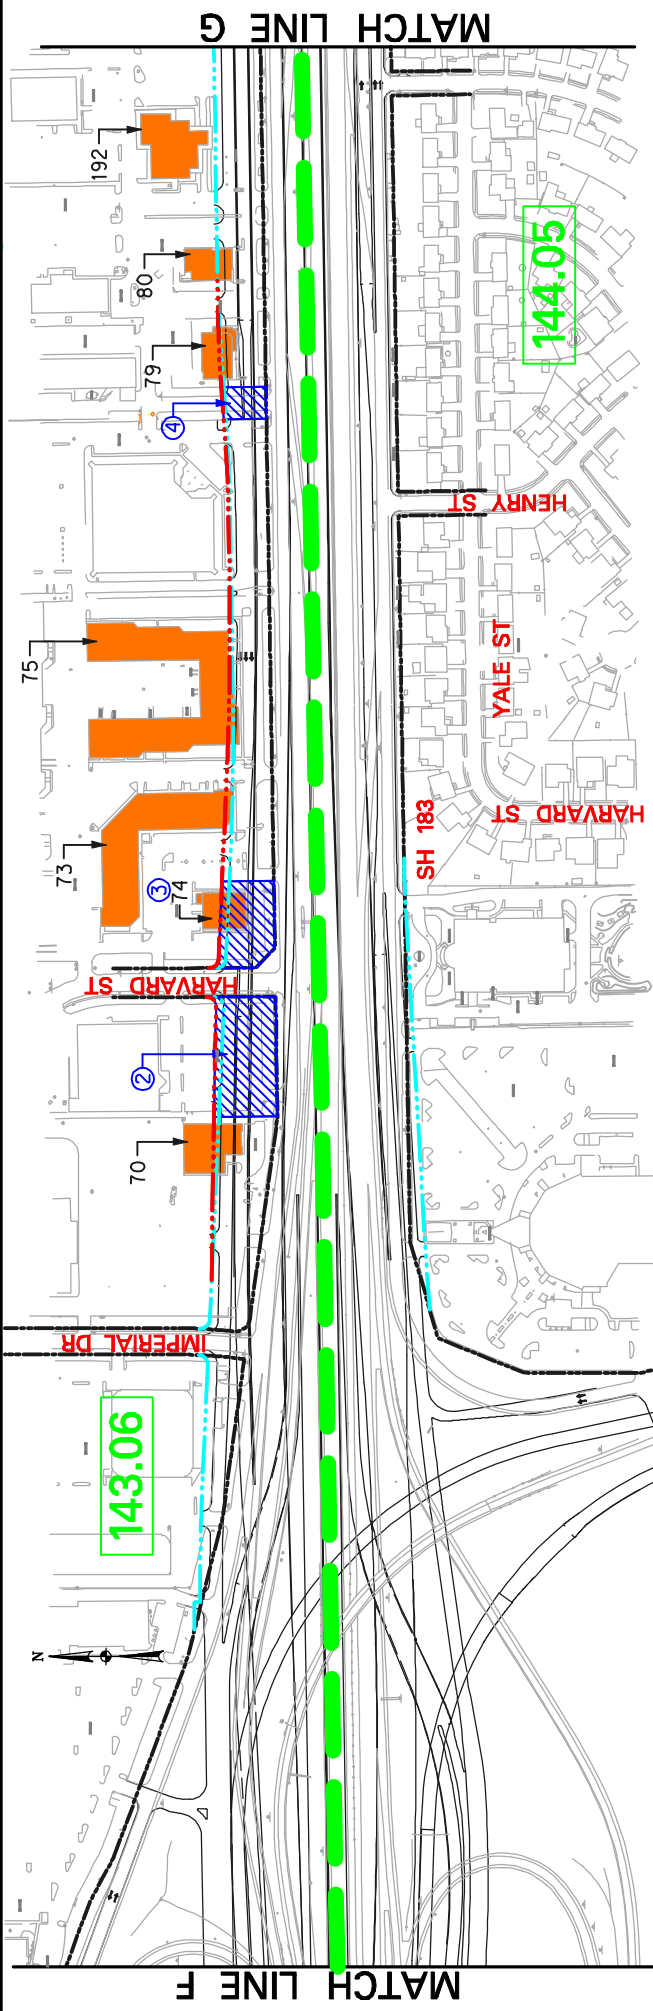 MATCH LINE G
192
80
79
4
HENRY ST
75
YALE ST
144.05
73
3
74
SH 183
HARVARD ST
HARVARD ST
2
70
IMPERIAL DR
143.06
N
MATCH LINE F